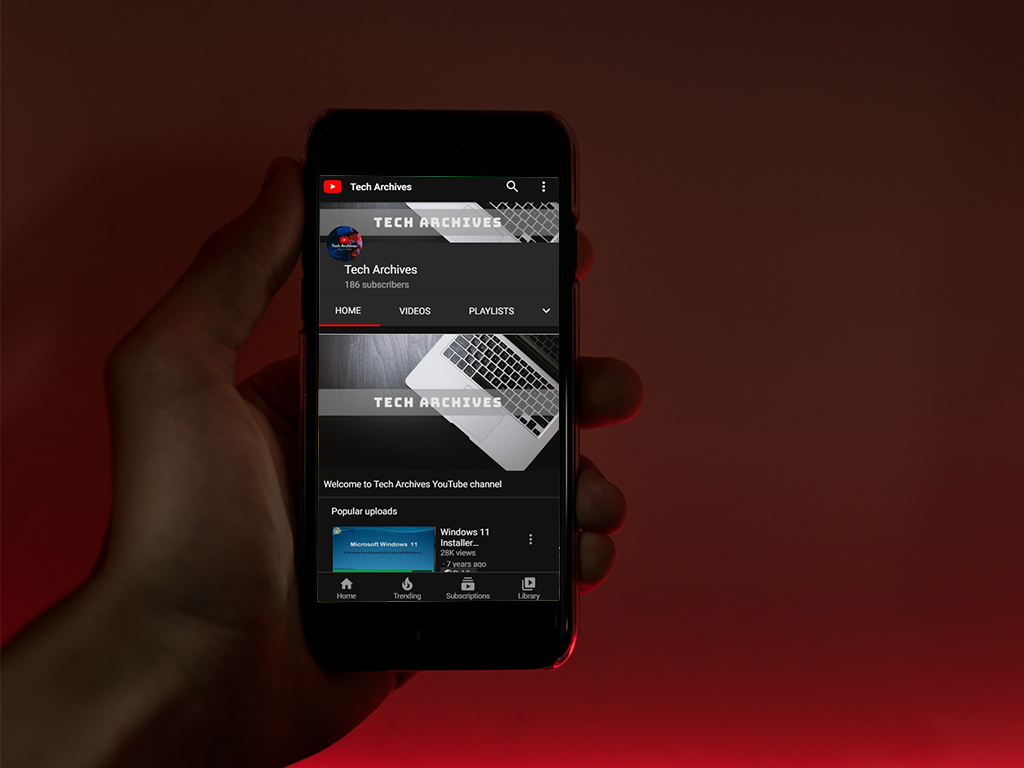 Tech Archives
TECH ARCHIVES
Tech Archives
Tech Archives
186 subscribers
HOME VIDEOS PLAYLISTS
TECH ARCHIVES
Welcome to Tech Archives YouTube channel
Popular uploads
Microsoft Windows 11
Windows 11
Installer...
28K views
· 7 years ago
Home Trending Subscriptions Library